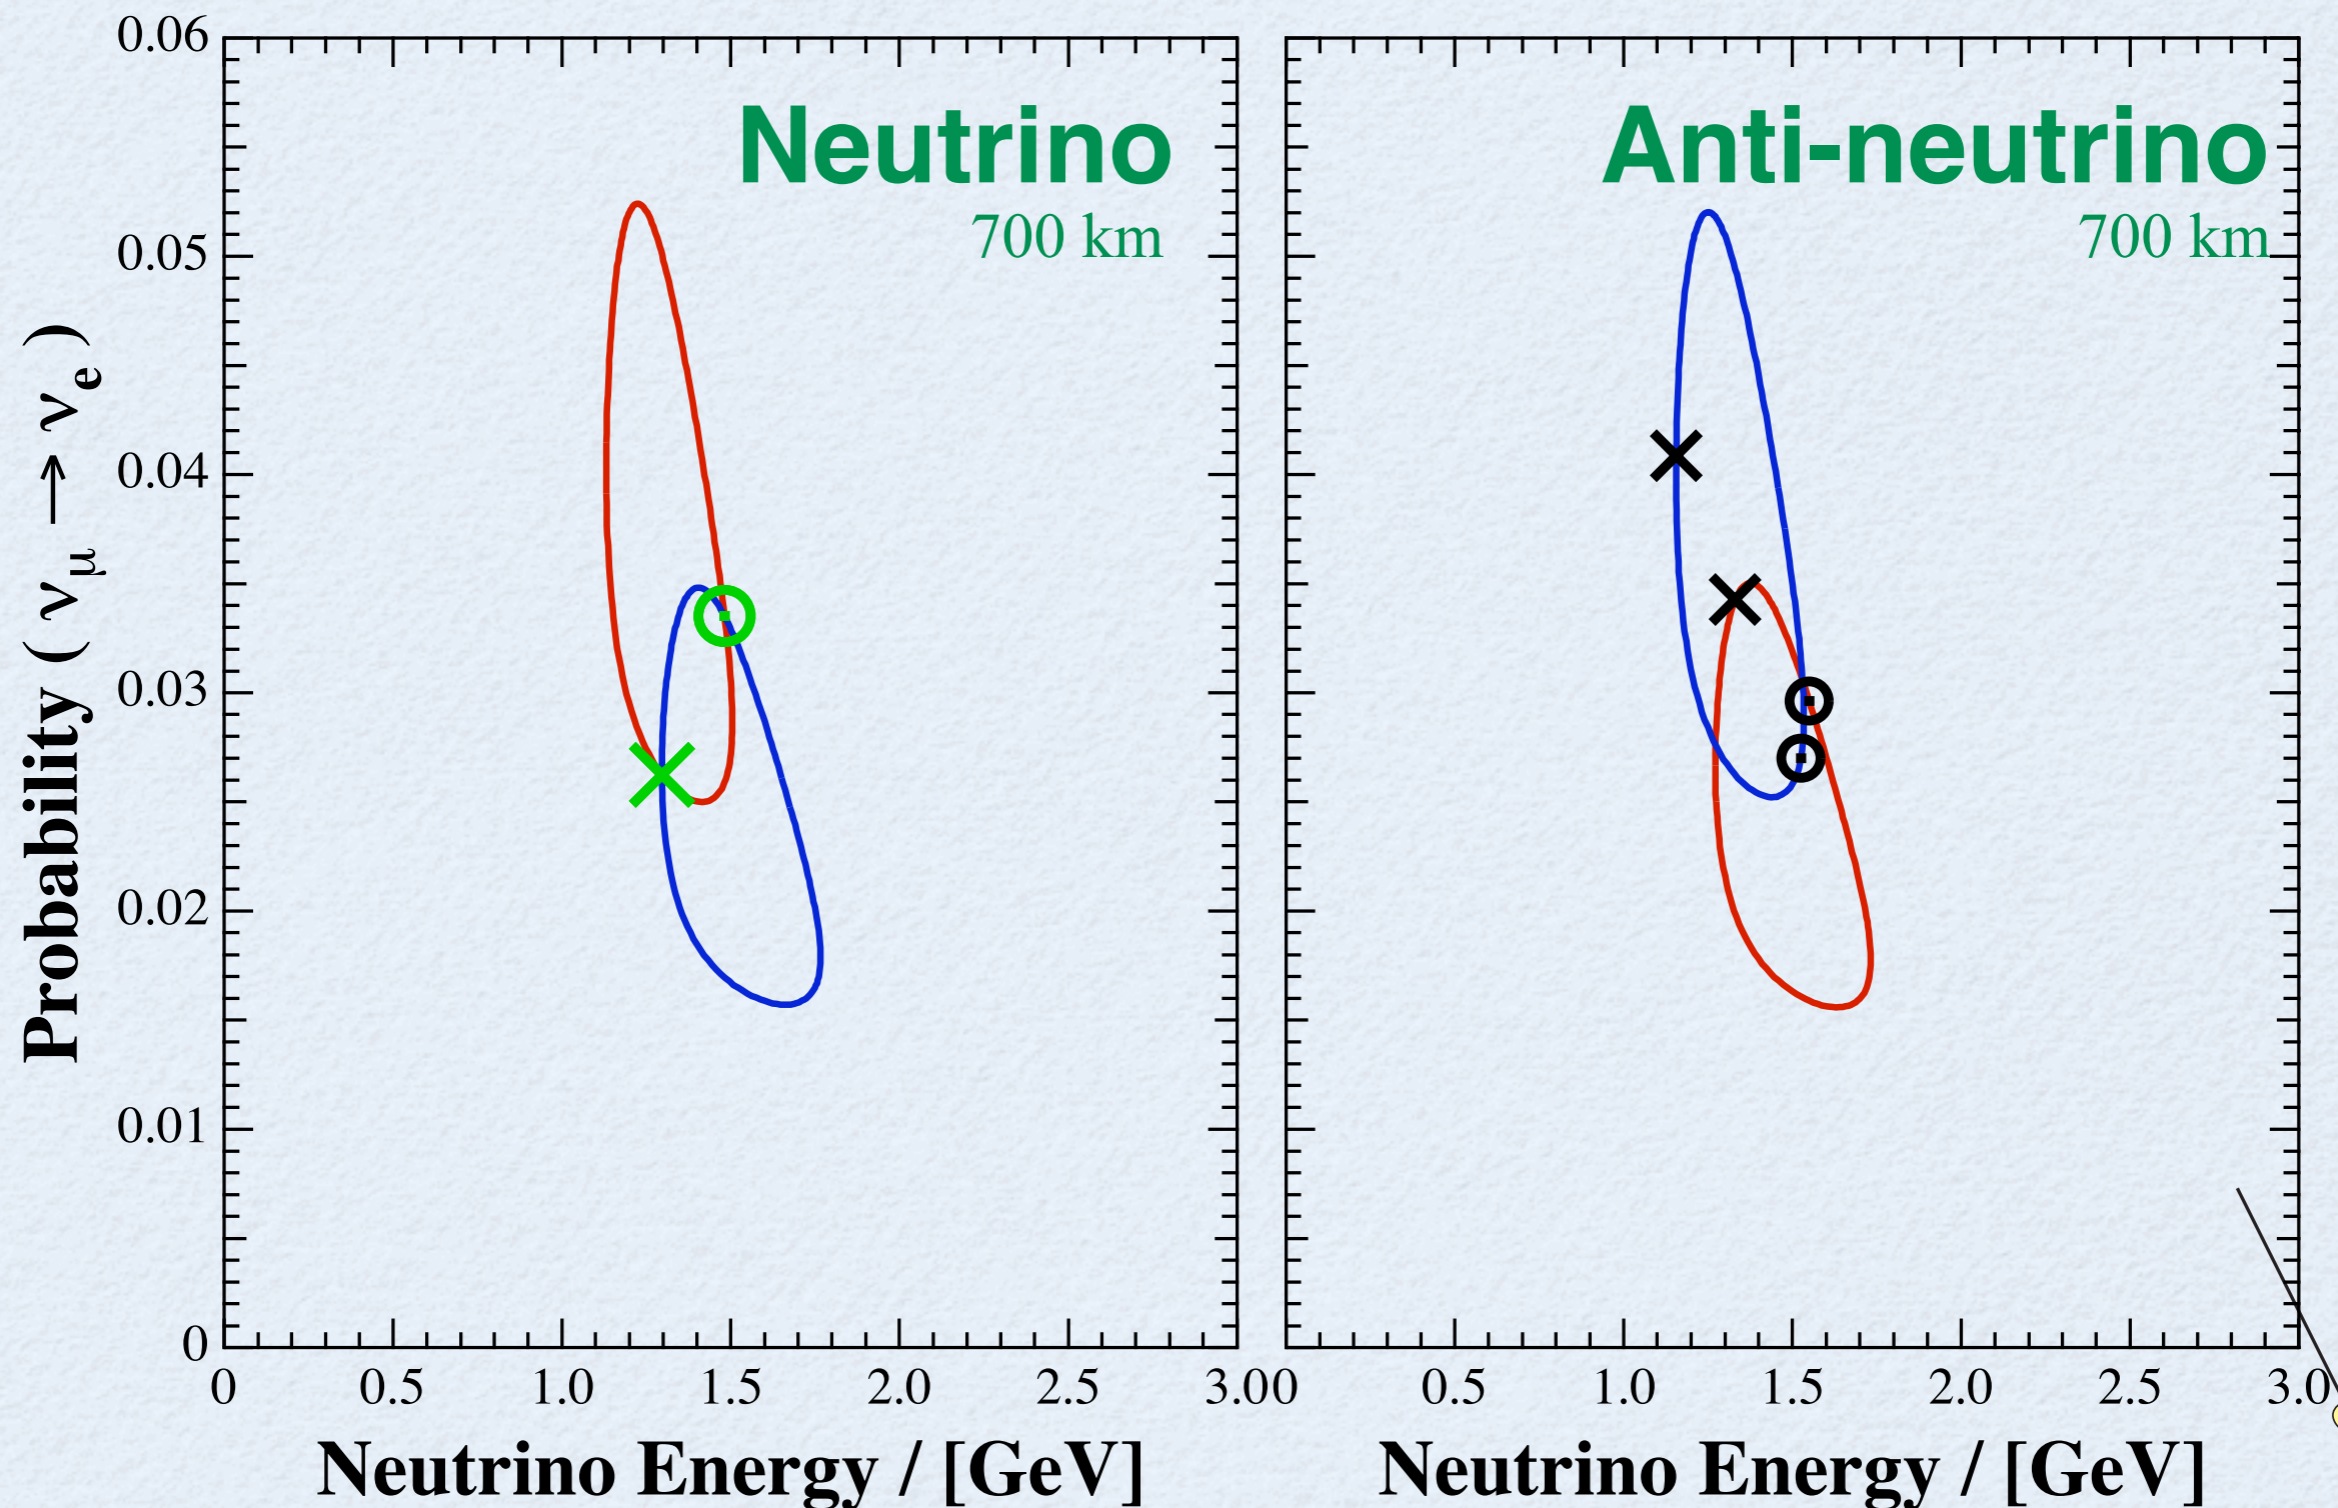 Probability ( νμ → νe )
0.06
0.05
0.04
0.03
0.02
0.01
0
Neutrino
700 km
0 0.5 1.0 1.5 2.0 2.5 3.0
Neutrino Energy / [GeV]
Anti-neutrino
700 km
0 0.5 1.0 1.5 2.0 2.5 3.0
Neutrino Energy / [GeV]